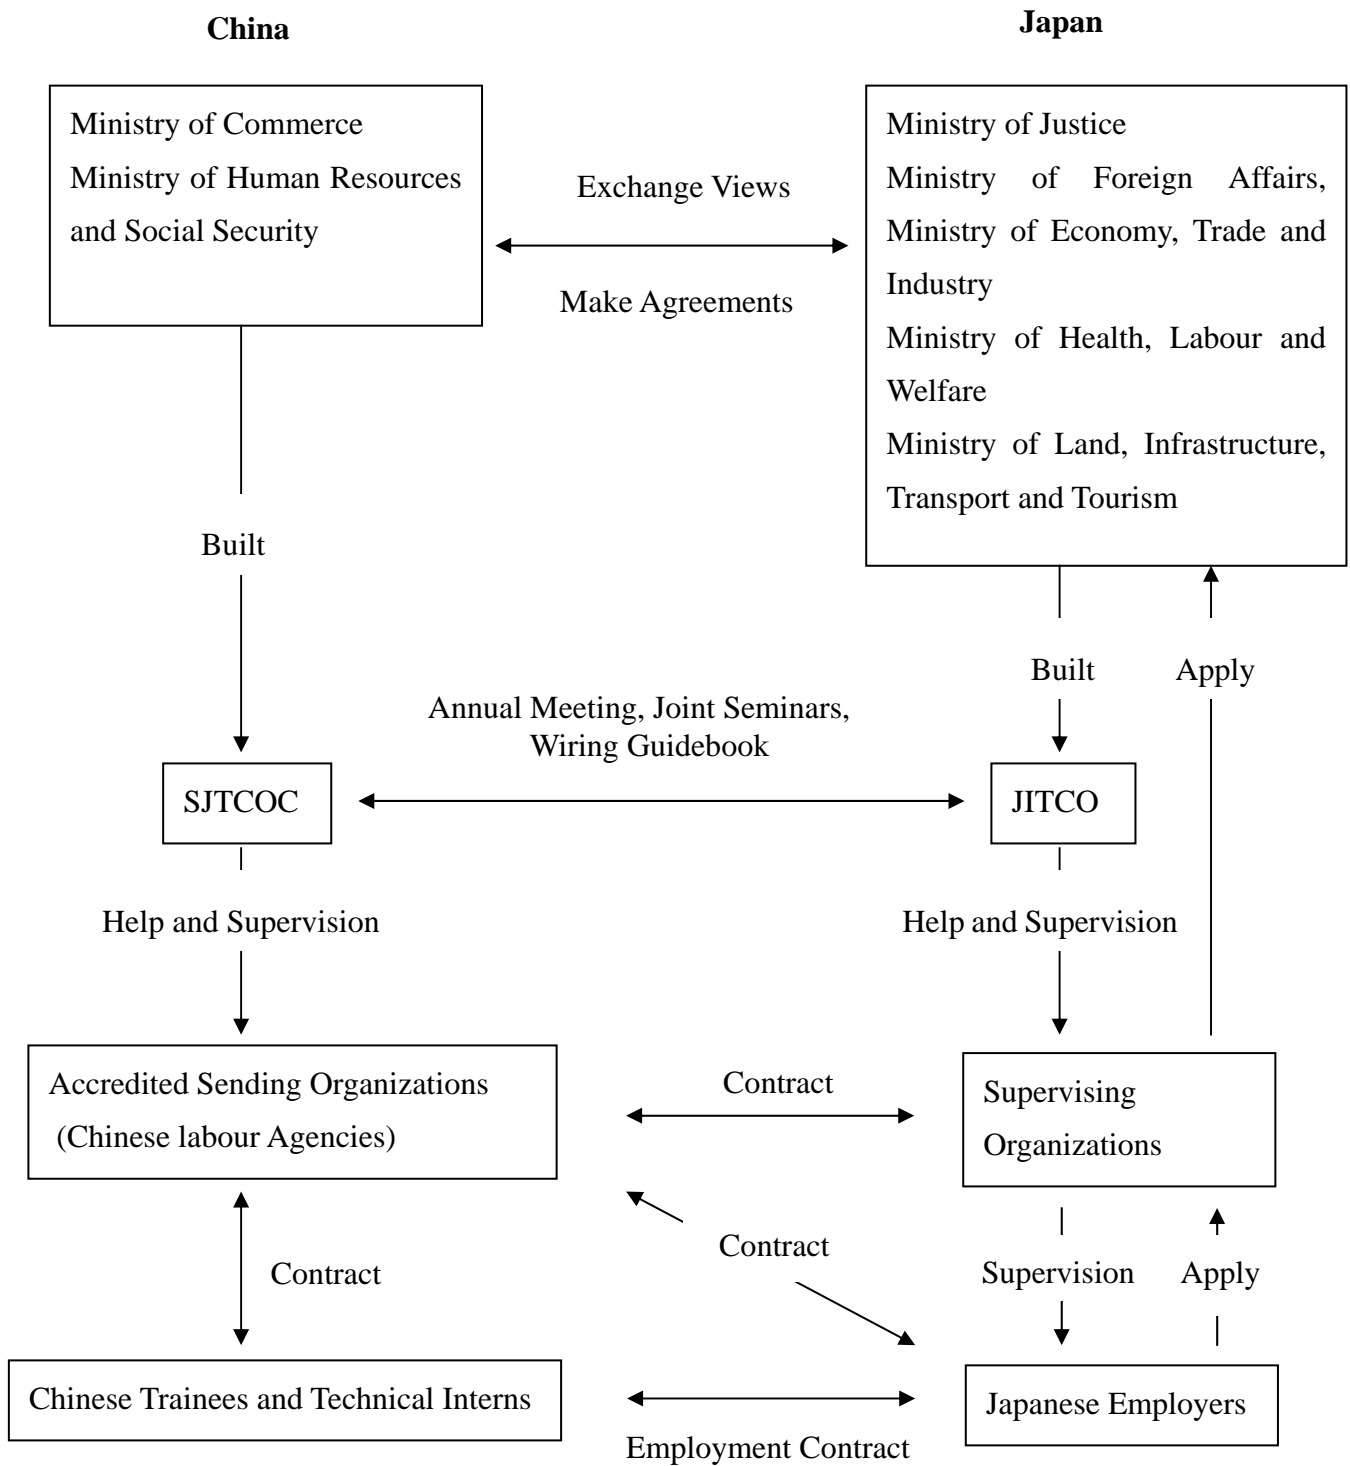 China
Japan
Ministry of Commerce
Ministry of Human Resources
and Social Security
Exchange Views
Make Agreements
Ministry of Justice
Ministry of Foreign Affairs,
Ministry of Economy, Trade and
Industry
Ministry of Health, Labour and
Welfare
Ministry of Land, Infrastructure,
Transport and Tourism
Built
Built
Apply
Annual Meeting, Joint Seminars,
Wiring Guidebook
SJTCOC
JITCO
Help and Supervision
Help and Supervision
Accredited Sending Organizations
(Chinese labour Agencies)
Contract
Supervising
Organizations
Contract
Contract
Supervision
Apply
Chinese Trainees and Technical Interns
Employment Contract
Japanese Employers